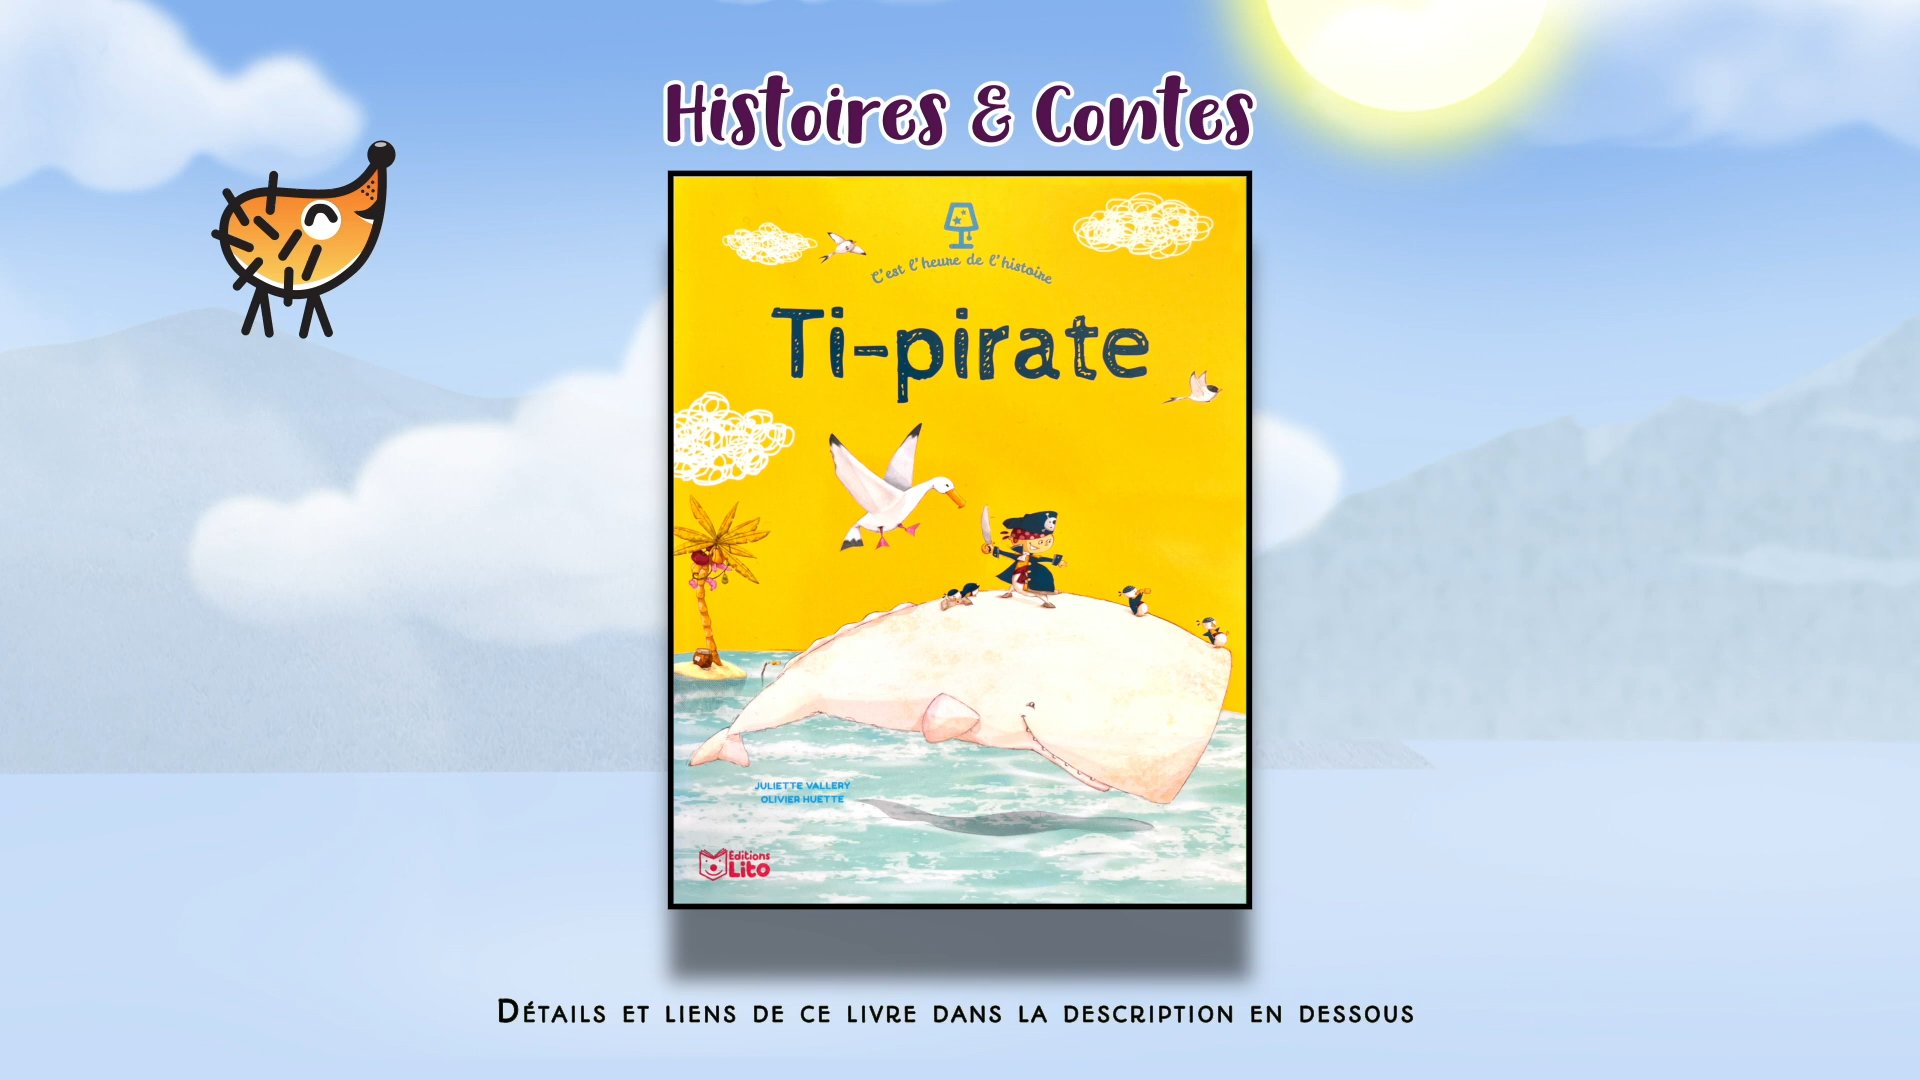 Histoires & Contes
C'est l'heure de l'histoire
Ti-pirate
JULIETTE VALLERY
OLIVIER HUETTE
Editions
Lito
Détails et liens de ce livre dans la description en dessous